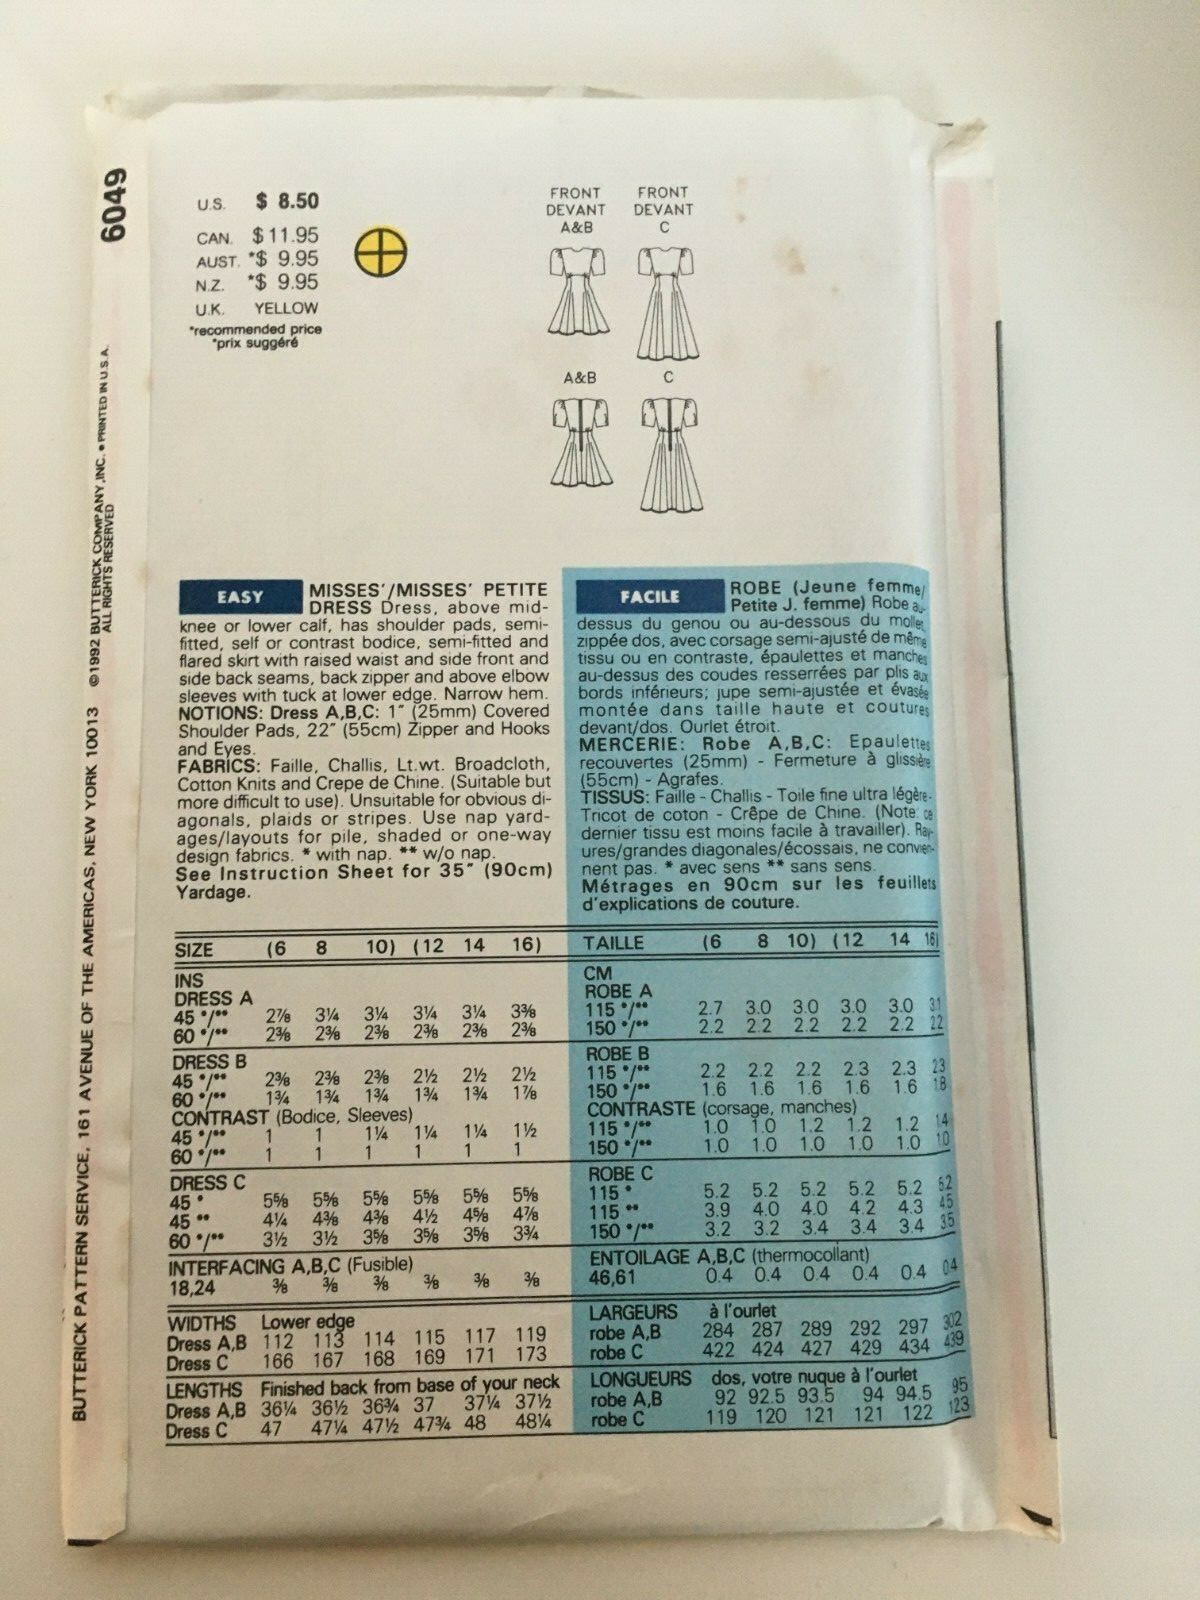 6049
BUTTERICK PATTERN SERVICE, 161 AVENUE OF THE AMERICAS, NEW YORK 10013 ©1992 BUTTERICK COMPANY, INC. • PRINTED IN U.S.A.
ALL RIGHTS RESERVED
U.S. $ 8.50
CAN. $ 11.95
AUST. *$ 9.95
N.Z. *$ 9.95
U.K. YELLOW
*recommended price
*prix suggéré
FRONT FRONT
DEVANT DEVANT
A&B C
A&B C
EASY MISSES'/MISSES' PETITE
DRESS Dress, above mid-
knee or lower calf, has shoulder pads, semi-
fitted, self or contrast bodice, semi-fitted and
flared skirt with raised waist and side front and
side back seams, back zipper and above elbow
sleeves with tuck at lower edge. Narrow hem.
NOTIONS: Dress A,B,C: 1" (25mm) Covered
Shoulder Pads, 22" (55cm) Zipper and Hooks
and Eyes.
FABRICS: Faille, Challis, Lt.wt. Broadcloth,
Cotton Knits and Crepe de Chine. (Suitable but
more difficult to use). Unsuitable for obvious di-
agonals, plaids or stripes. Use nap yard-
ages/layouts for pile, shaded or one-way
design fabrics. * with nap. ** w/o nap.
See Instruction Sheet for 35" (90cm)
Yardage.
SIZE (6 8 10) (12 14 16)
INS
DRESS A
45 */** 2⅞ 3¼ 3¼ 3¼ 3¼ 3⅜
60 */** 2⅜ 2⅜ 2⅜ 2⅜ 2⅜ 2⅜
DRESS B
45 */** 2⅜ 2⅜ 2⅜ 2½ 2½ 2½
60 */** 1¾ 1¾ 1¾ 1¾ 1¾ 1⅞
CONTRAST (Bodice, Sleeves)
45 */** 1 1 1¼ 1¼ 1¼ 1½
60 */** 1 1 1 1 1 1
DRESS C
45 * 5⅝ 5⅝ 5⅝ 5⅝ 5⅝ 5⅝
45 ** 4¼ 4⅜ 4⅜ 4½ 4⅝ 4⅞
60 */** 3½ 3½ 3⅝ 3⅝ 3⅝ 3¾
INTERFACING A,B,C (Fusible)
18,24 ⅜ ⅜ ⅜ ⅜ ⅜ ⅜
WIDTHS Lower edge
Dress A,B 112 113 114 115 117 119
Dress C 166 167 168 169 171 173
LENGTHS Finished back from base of your neck
Dress A,B 36¼ 36½ 36¾ 37 37¼ 37½
Dress C 47 47¼ 47½ 47¾ 48 48¼
FACILE ROBE (Jeune femme/
Petite J. femme) Robe au-
dessus du genou ou au-dessous du mollet,
zippée dos, avec corsage semi-ajusté de même
tissu ou en contraste, épaulettes et manches
au-dessus des coudes resserrées par plis aux
bords inférieurs; jupe semi-ajustée et évasée
montée dans taille haute et coutures
devant/dos. Ourlet étroit.
MERCERIE: Robe A,B,C: Epaulettes
recouvertes (25mm) - Fermeture à glissière
(55cm) - Agrafes.
TISSUS: Faille - Challis - Toile fine ultra légère -
Tricot de coton - Crêpe de Chine. (Note: ce
dernier tissu est moins facile à travailler). Ray-
ures/grandes diagonales/écossais, ne convien-
nent pas. * avec sens ** sans sens.
Métrages en 90cm sur les feuillets
d'explications de couture.
TAILLE (6 8 10) (12 14 16)
CM
ROBE A
115 */** 2.7 3.0 3.0 3.0 3.0 3.1
150 */** 2.2 2.2 2.2 2.2 2.2 2.2
ROBE B
115 */** 2.2 2.2 2.2 2.3 2.3 2.3
150 */** 1.6 1.6 1.6 1.6 1.6 1.8
CONTRASTE (corsage, manches)
115 */** 1.0 1.0 1.2 1.2 1.2 1.4
150 */** 1.0 1.0 1.0 1.0 1.0 1.0
ROBE C
115 * 5.2 5.2 5.2 5.2 5.2 5.2
115 ** 3.9 4.0 4.0 4.2 4.3 4.5
150 */** 3.2 3.2 3.4 3.4 3.4 3.5
ENTOILAGE A,B,C (thermocollant)
46,61 0.4 0.4 0.4 0.4 0.4 0.4
LARGEURS à l'ourlet
robe A,B 284 287 289 292 297 302
robe C 422 424 427 429 434 439
LONGUEURS dos, votre nuque à l'ourlet
robe A,B 92 92.5 93.5 94 94.5 95
robe C 119 120 121 121 122 123